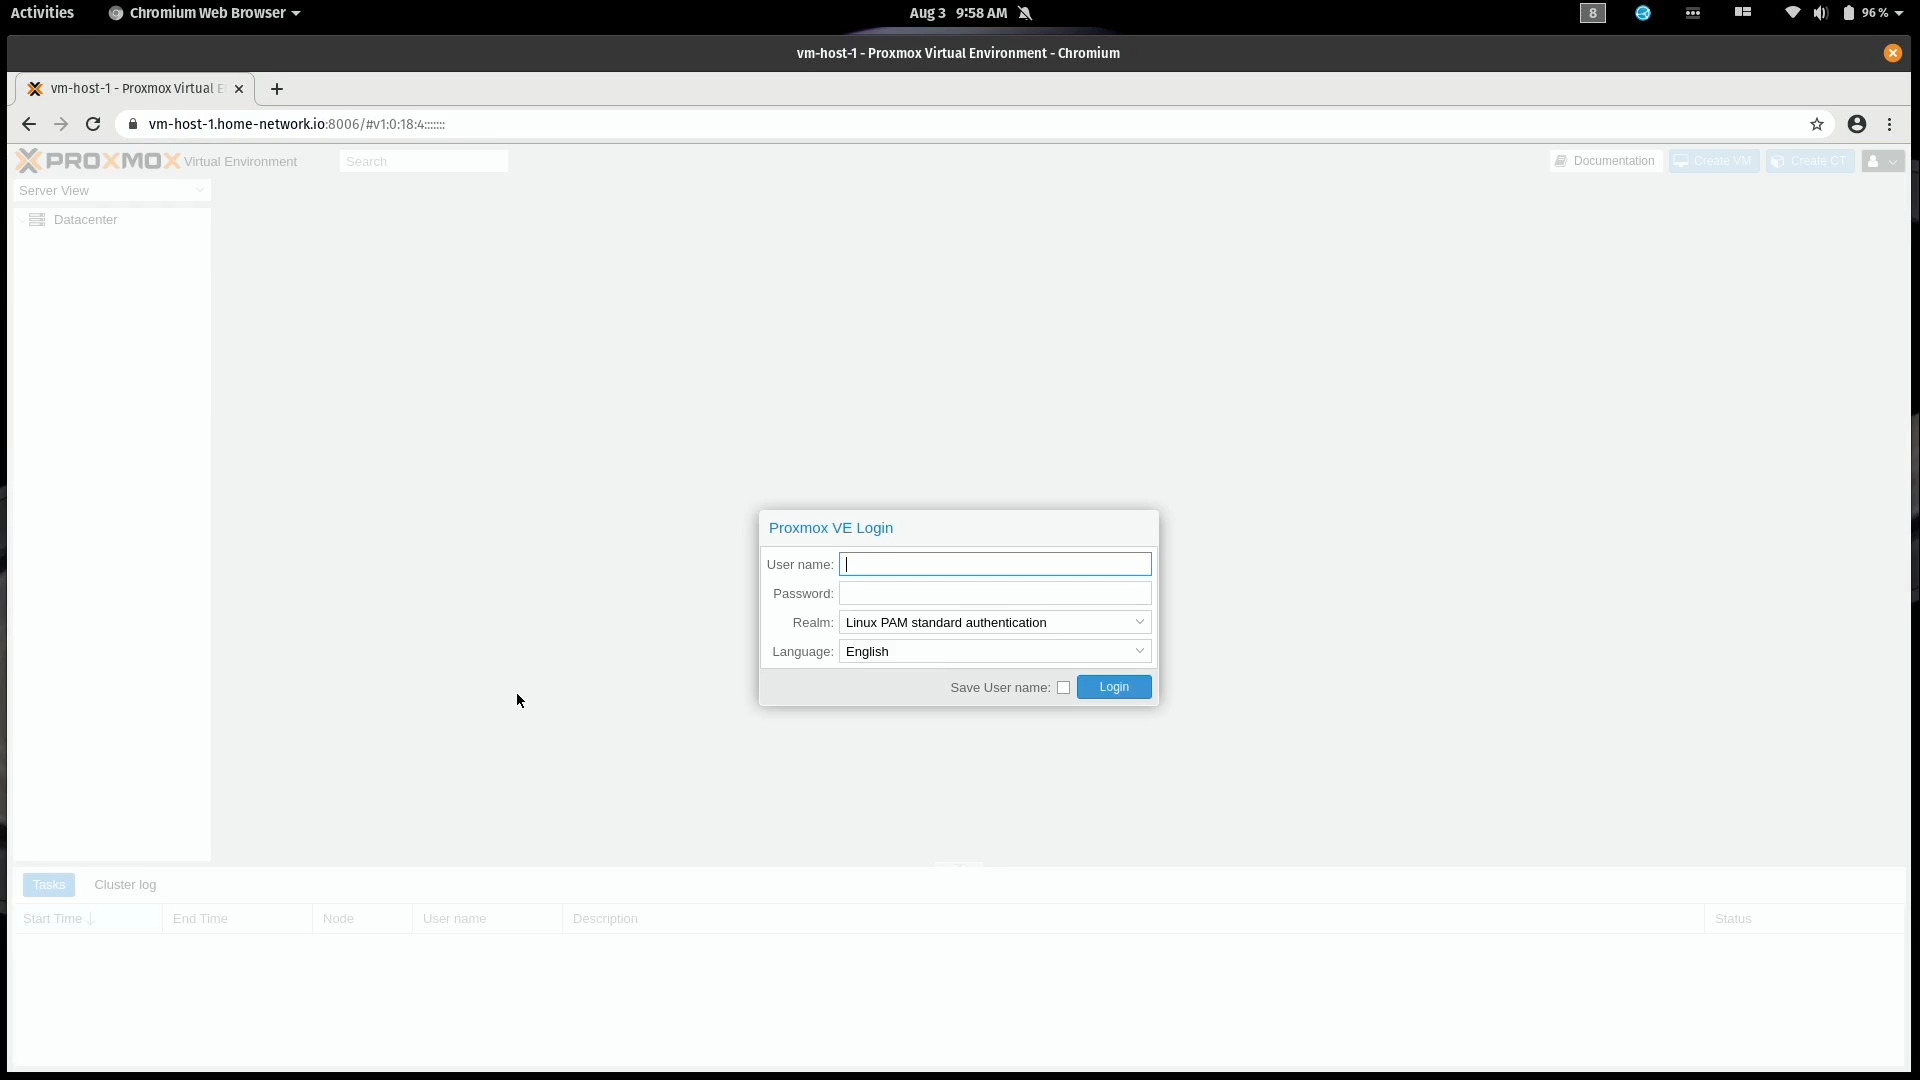 Activities Chromium Web Browser Aug 3 9:58 AM 8 96 %
vm-host-1 - Proxmox Virtual Environment - Chromium
vm-host-1 - Proxmox Virtual E
vm-host-1.home-network.io:8006/#v1:0:18:4:::::::
PROXMOX Virtual Environment Search Documentation Create VM Create CT
Server View
Datacenter
Proxmox VE Login
User name:
Password:
Realm: Linux PAM standard authentication
Language: English
Save User name: Login
Tasks Cluster log
Start Time End Time Node User name Description Status